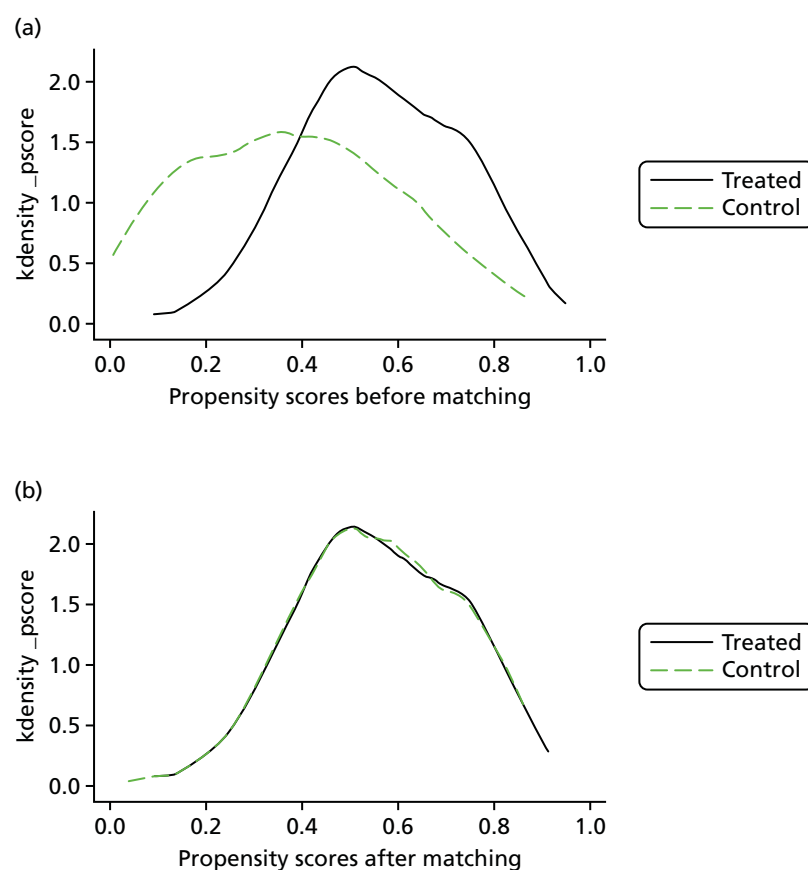 (a)
kdensity _pscore
2.0
1.5
1.0
0.5
0.0
0.0 0.2 0.4 0.6 0.8 1.0
Propensity scores before matching
Treated
Control
(b)
kdensity _pscore
2.0
1.5
1.0
0.5
0.0
0.0 0.2 0.4 0.6 0.8 1.0
Propensity scores after matching
Treated
Control